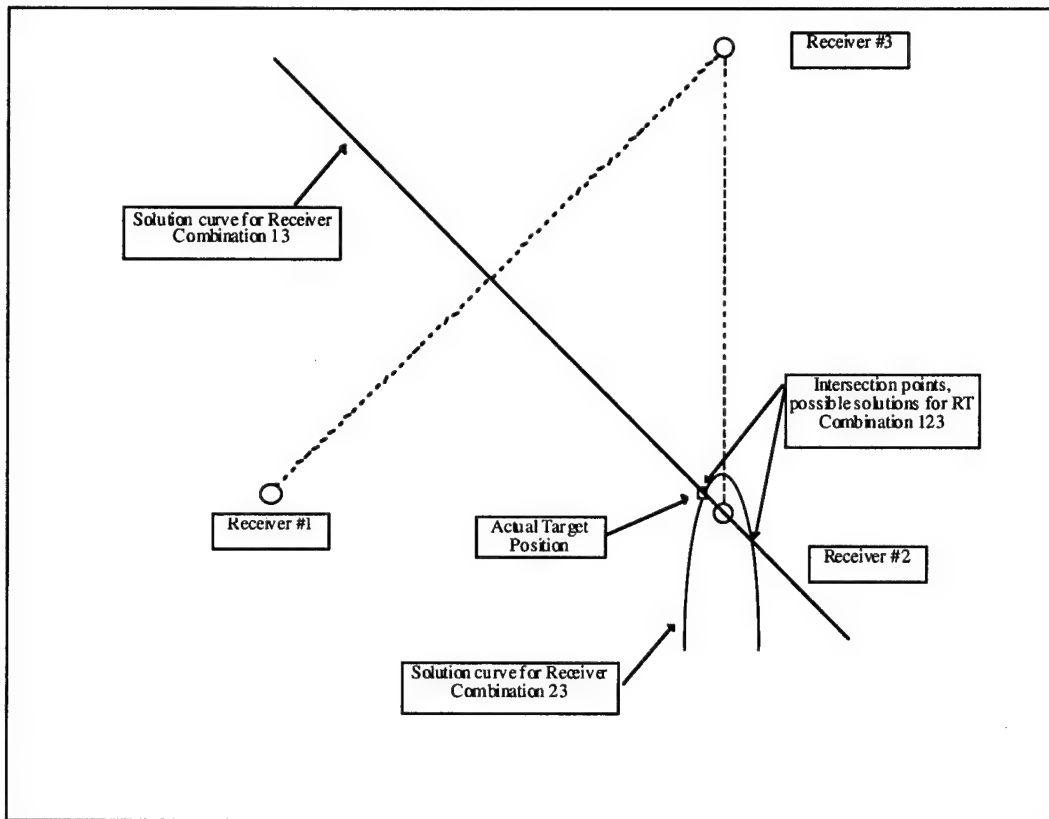 Receiver #3
Solution curve for Receiver
Combination 13
Intersection points,
possible solutions for RT
Combination 123
Receiver #1
Actual Target
Position
Receiver #2
Solution curve for Receiver
Combination 23